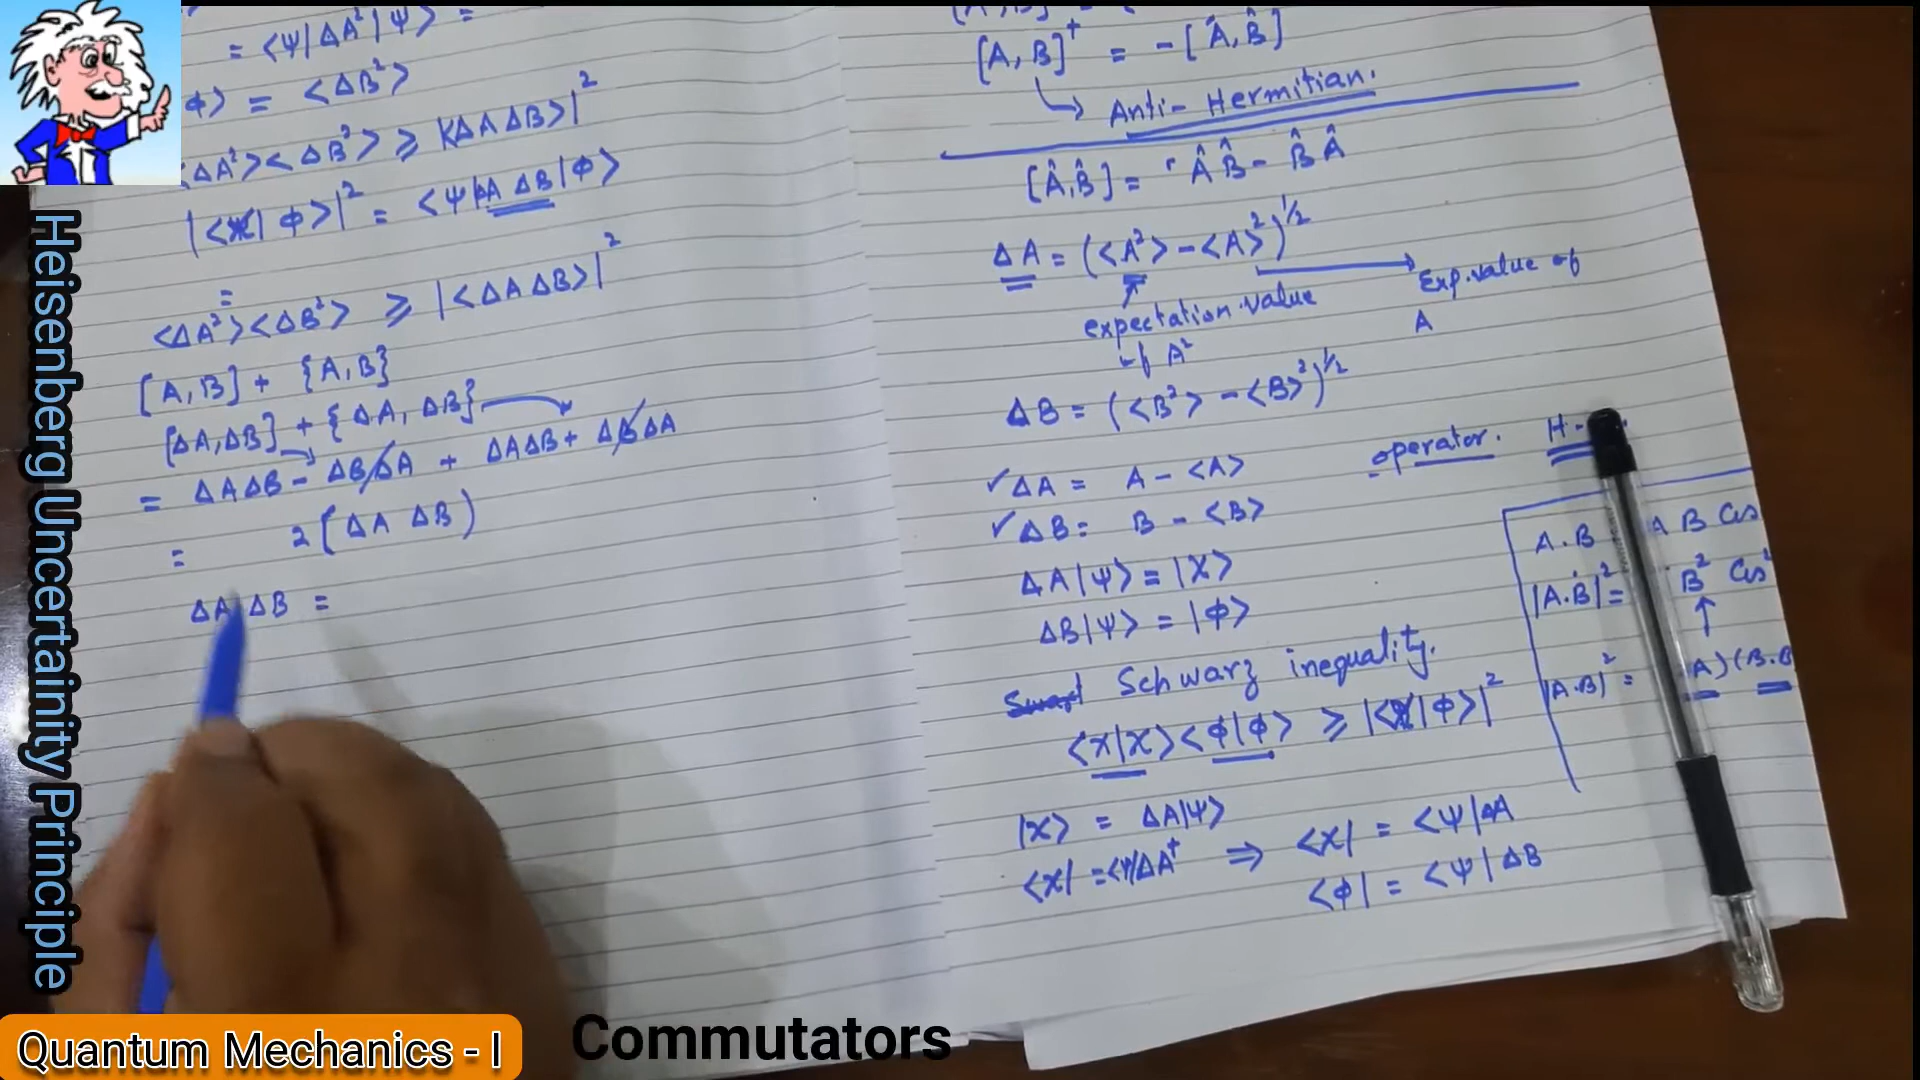 = <ψ|ΔA²|ψ> =
φ> = <ΔB²>
<ΔA²><ΔB²> ≥ |<ΔA ΔB>|²
|<χ|φ>|² = <ψ|ΔA ΔB|φ>
=
<ΔA²><ΔB²> ≥ |<ΔA ΔB>|²
[A,B] + {A,B}
[ΔA,ΔB] + {ΔA, ΔB}
= ΔAΔB - ΔBΔA + ΔAΔB + ΔBΔA
= 2(ΔA ΔB)
ΔA ΔB =
[A, B]† = -[Â,B̂]
Anti-Hermitian.
[Â,B̂] = ÂB̂ - B̂Â
ΔA = (<A²> - <A>²)^1/2
Exp.value of
A
expectation value
of A²
ΔB = (<B²> - <B>²)^1/2
operator.
✓ΔA = A - <A>
✓ΔB = B - <B>
ΔA|ψ> = |χ>
ΔB|ψ> = |φ>
Schwarz inequality.
<χ|χ><φ|φ> ≥ |<χ|φ>|²
|χ> = ΔA|ψ>
<χ| = <ψ|ΔA† ⇒ <χ| = <ψ|ΔA
<φ| = <ψ|ΔB
A.B A B Cos
|A.B|² = B² Cos²
|A.B|² = A)(B.B
Heisenberg Uncertainity Principle
Quantum Mechanics - I
Commutators